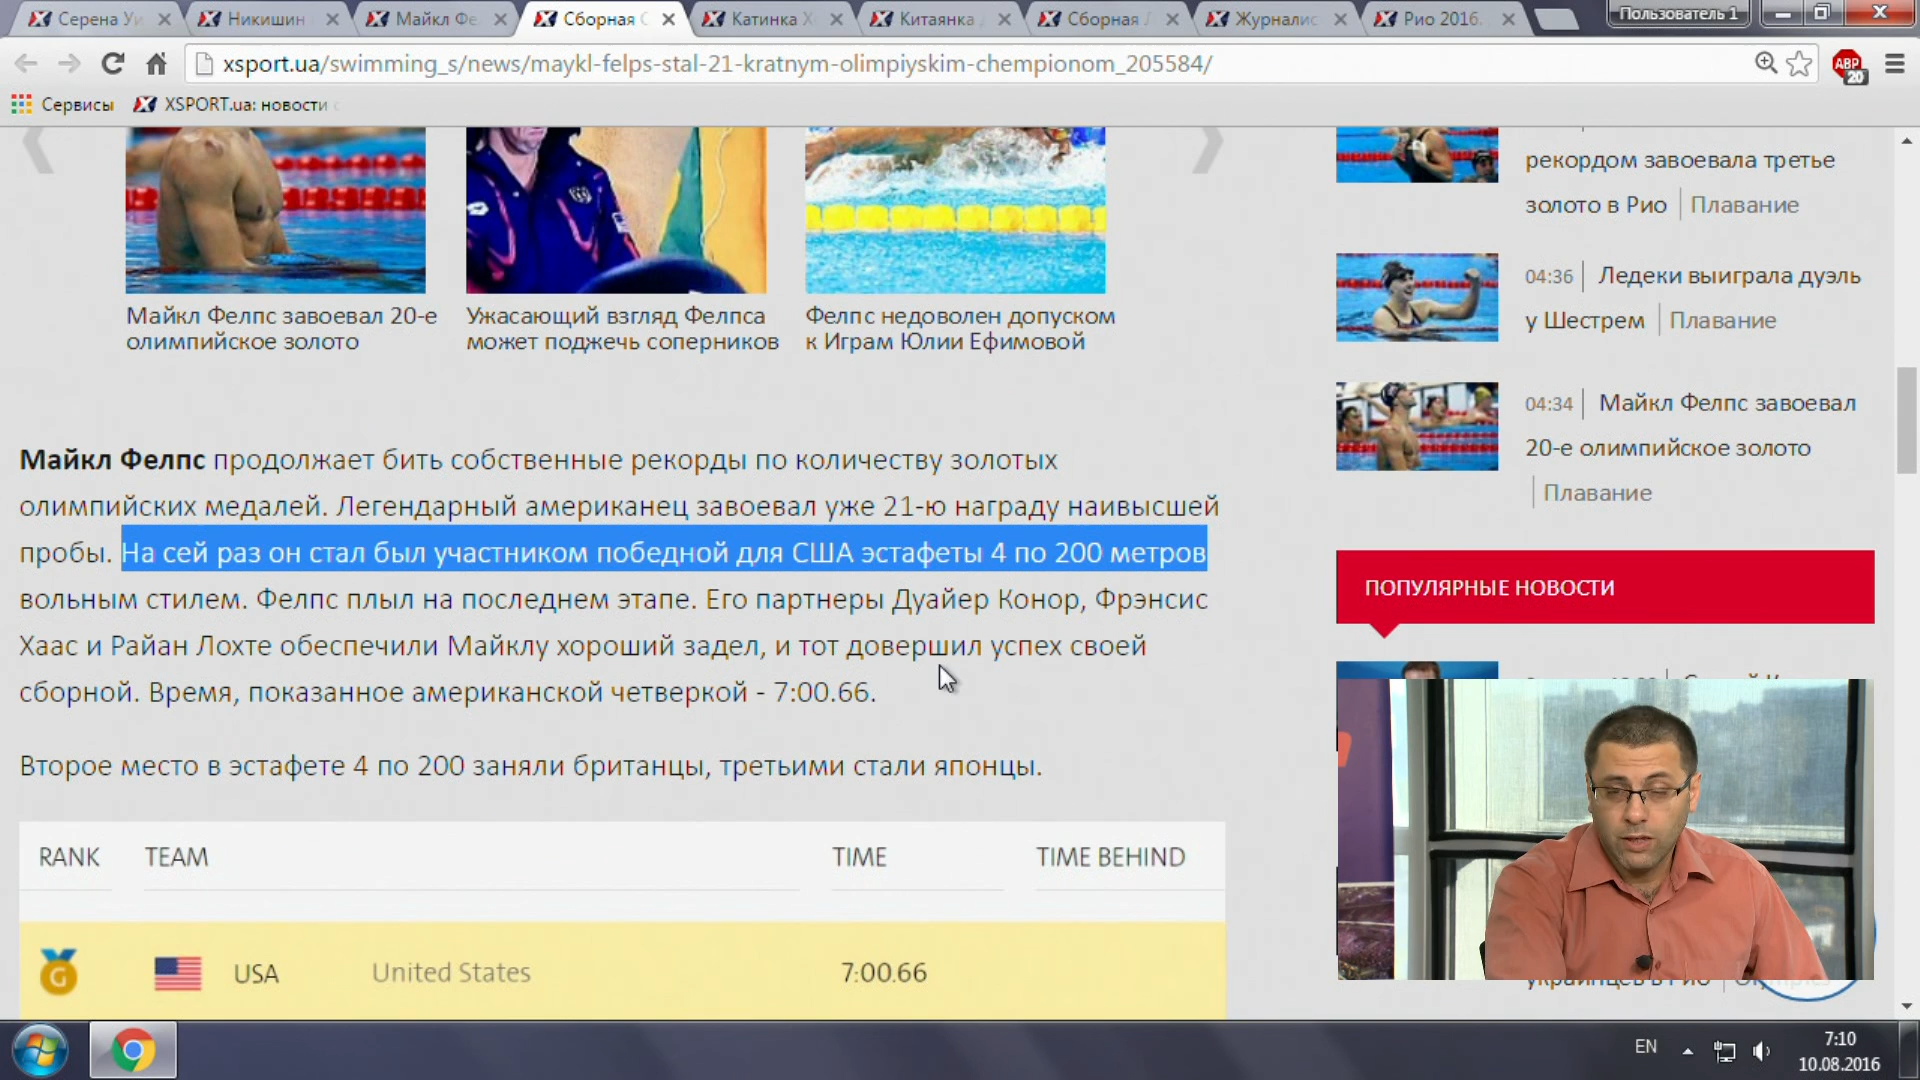 Серена Уи
Никишин
Майкл Фе
Сборная С
Катинка Х
Китаянка
Сборная
Журналис
Рио 2016.
Пользователь 1
xsport.ua/swimming_s/news/maykl-felps-stal-21-kratnym-olimpiyskim-chempionom_205584/
ABP
20
Сервисы
XSPORT.ua: новости
Майкл Фелпс завоевал 20-е
олимпийское золото
Ужасающий взгляд Фелпса
может поджечь соперников
Фелпс недоволен допуском
к Играм Юлии Ефимовой
рекордом завоевала третье
золото в Рио | Плавание
04:36 | Ледеки выиграла дуэль
у Шестрем | Плавание
04:34 | Майкл Фелпс завоевал
20-е олимпийское золото
| Плавание
Майкл Фелпс продолжает бить собственные рекорды по количеству золотых
олимпийских медалей. Легендарный американец завоевал уже 21-ю награду наивысшей
пробы. На сей раз он стал был участником победной для США эстафеты 4 по 200 метров
вольным стилем. Фелпс плыл на последнем этапе. Его партнеры Дуайер Конор, Фрэнсис
Хаас и Райан Лохте обеспечили Майклу хороший задел, и тот довершил успех своей
сборной. Время, показанное американской четверкой - 7:00.66.
Второе место в эстафете 4 по 200 заняли британцы, третьими стали японцы.
ПОПУЛЯРНЫЕ НОВОСТИ
RANK TEAM TIME TIME BEHIND
G USA United States 7:00.66
украинцев в Рио
EN
7:10
10.08.2016